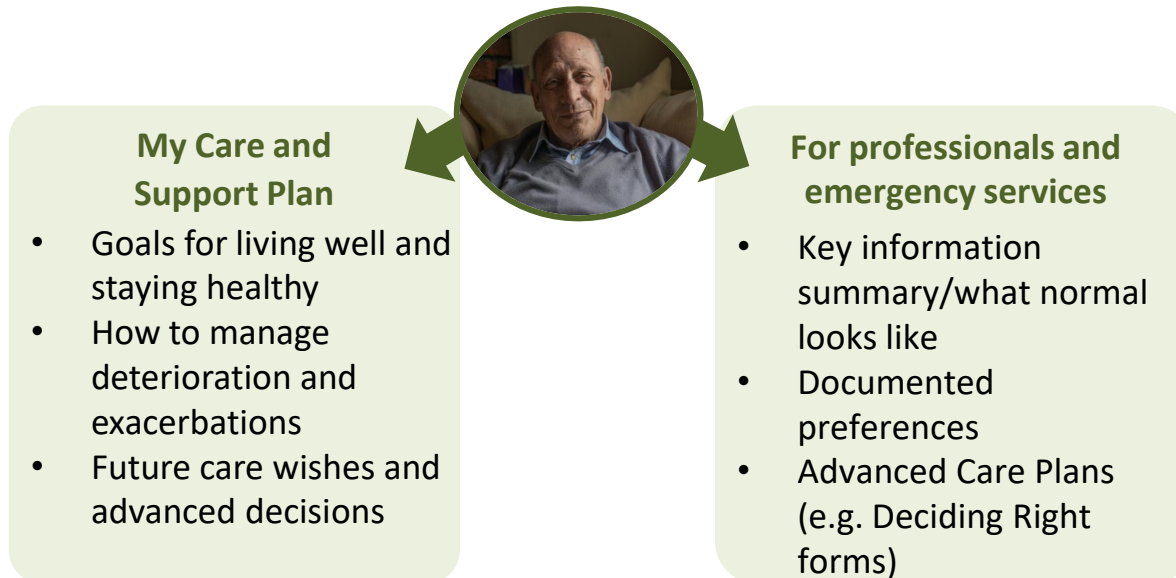 My Care and
Support Plan
• Goals for living well and
staying healthy
• How to manage
deterioration and
exacerbations
• Future care wishes and
advanced decisions
For professionals and
emergency services
• Key information
summary/what normal
looks like
• Documented
preferences
• Advanced Care Plans
(e.g. Deciding Right
forms)